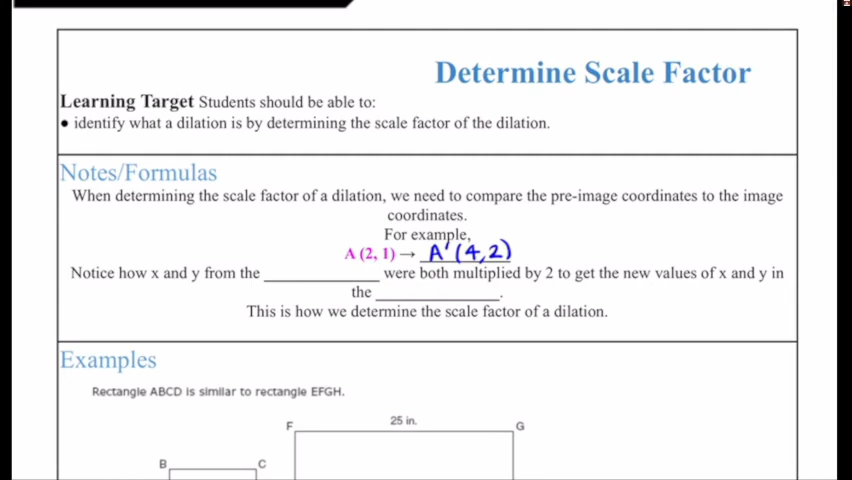 Determine Scale Factor
Learning Target Students should be able to:
● identify what a dilation is by determining the scale factor of the dilation.
Notes/Formulas
When determining the scale factor of a dilation, we need to compare the pre-image coordinates to the image
coordinates.
For example,
A (2, 1) → A'(4,2)
Notice how x and y from the ______________ were both multiplied by 2 to get the new values of x and y in
the _______________.
This is how we determine the scale factor of a dilation.
Examples
Rectangle ABCD is similar to rectangle EFGH.
F 25 in. G
B C